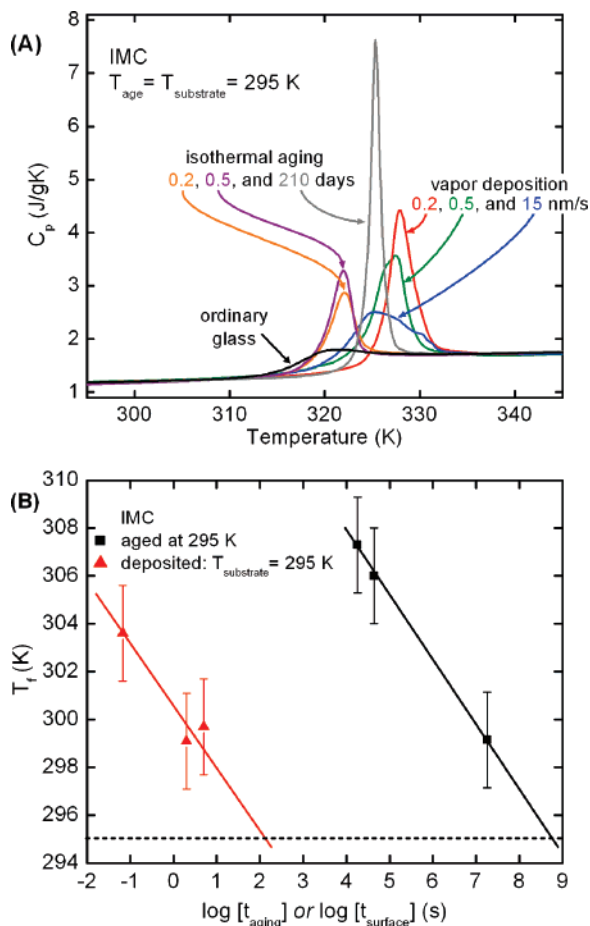 (A)
IMC
T_age = T_substrate = 295 K
isothermal aging
0.2, 0.5, and 210 days
vapor deposition
0.2, 0.5, and 15 nm/s
ordinary
glass
8
7
6
5
4
3
2
1
C_p (J/gK)
300 310 320 330 340
Temperature (K)
(B)
IMC
aged at 295 K
deposited: T_substrate = 295 K
310
308
306
304
302
300
298
296
294
T_f (K)
-2 -1 0 1 2 3 4 5 6 7 8 9
log [t_aging] or log [t_surface] (s)